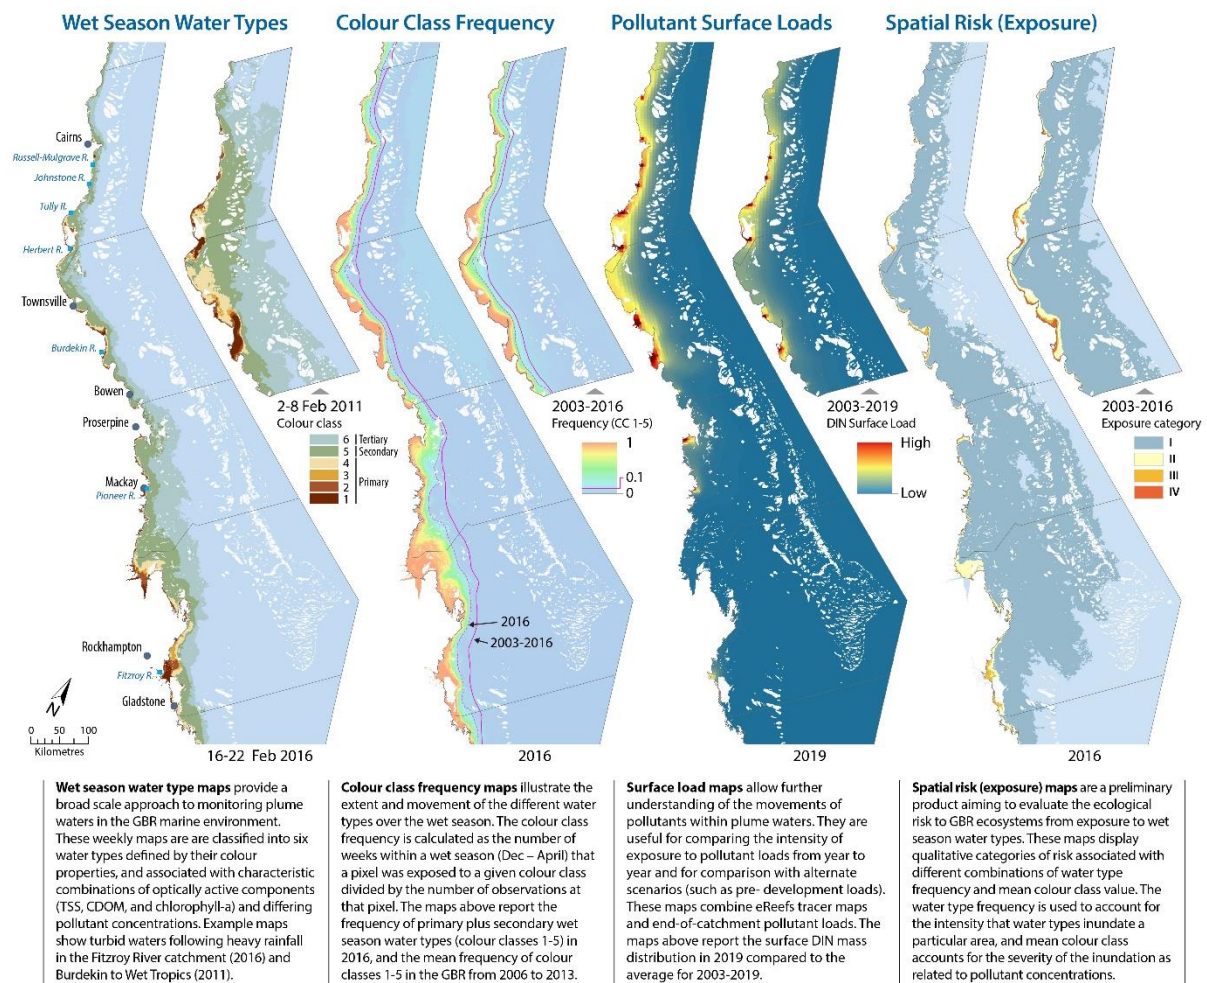 Wet Season Water Types
Colour Class Frequency
Pollutant Surface Loads
Spatial Risk (Exposure)
Cairns
Russell-Mulgrave R.
Johnstone R.
Tully R.
Herbert R.
Townsville
Burdekin R.
Bowen
Proserpine
Mackay
Pioneer R.
Rockhampton
Fitzroy R.
Gladstone
N
0 50 100
Kilometres
2-8 Feb 2011
Colour class
6 Tertiary
5 Secondary
4
3
2 Primary
1
16-22 Feb 2016
2003-2016
Frequency (CC 1-5)
1
0.1
0
2016
2003-2016
2016
2003-2019
DIN Surface Load
High
Low
2019
2003-2016
Exposure category
I
II
III
IV
2016
Wet season water type maps provide a
broad scale approach to monitoring plume
waters in the GBR marine environment.
These weekly maps are are classified into six
water types defined by their colour
properties, and associated with characteristic
combinations of optically active components
(TSS, CDOM, and chlorophyll-a) and differing
pollutant concentrations. Example maps
show turbid waters following heavy rainfall
in the Fitzroy River catchment (2016) and
Burdekin to Wet Tropics (2011).
Colour class frequency maps illustrate the
extent and movement of the different water
types over the wet season. The colour class
frequency is calculated as the number of
weeks within a wet season (Dec – April) that
a pixel was exposed to a given colour class
divided by the number of observations at
that pixel. The maps above report the
frequency of primary plus secondary wet
season water types (colour classes 1-5) in
2016, and the mean frequency of colour
classes 1-5 in the GBR from 2006 to 2013.
Surface load maps allow further
understanding of the movements of
pollutants within plume waters. They are
useful for comparing the intensity of
exposure to pollutant loads from year to
year and for comparison with alternate
scenarios (such as pre- development loads).
These maps combine eReefs tracer maps
and end-of-catchment pollutant loads. The
maps above report the surface DIN mass
distribution in 2019 compared to the
average for 2003-2019.
Spatial risk (exposure) maps are a preliminary
product aiming to evaluate the ecological
risk to GBR ecosystems from exposure to wet
season water types. These maps display
qualitative categories of risk associated with
different combinations of water type
frequency and mean colour class value. The
water type frequency is used to account for
the intensity that water types inundate a
particular area, and mean colour class
accounts for the severity of the inundation as
related to pollutant concentrations.